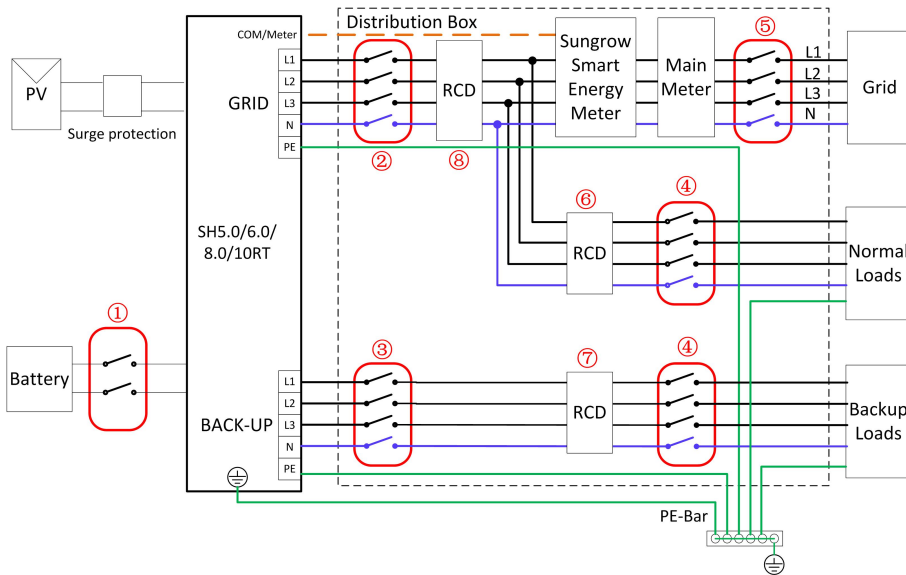 Distribution Box
⑤
COM/Meter
L1
L2
L3
N
PE
GRID
PV
Surge protection
②
RCD
⑧
Sungrow
Smart
Energy
Meter
Main
Meter
L1
L2
L3
N
Grid
SH5.0/6.0/
8.0/10RT
⑥
RCD
④
Normal
Loads
①
Battery
③
⑦
RCD
④
L1
L2
L3
N
PE
BACK-UP
Backup
Loads
PE-Bar